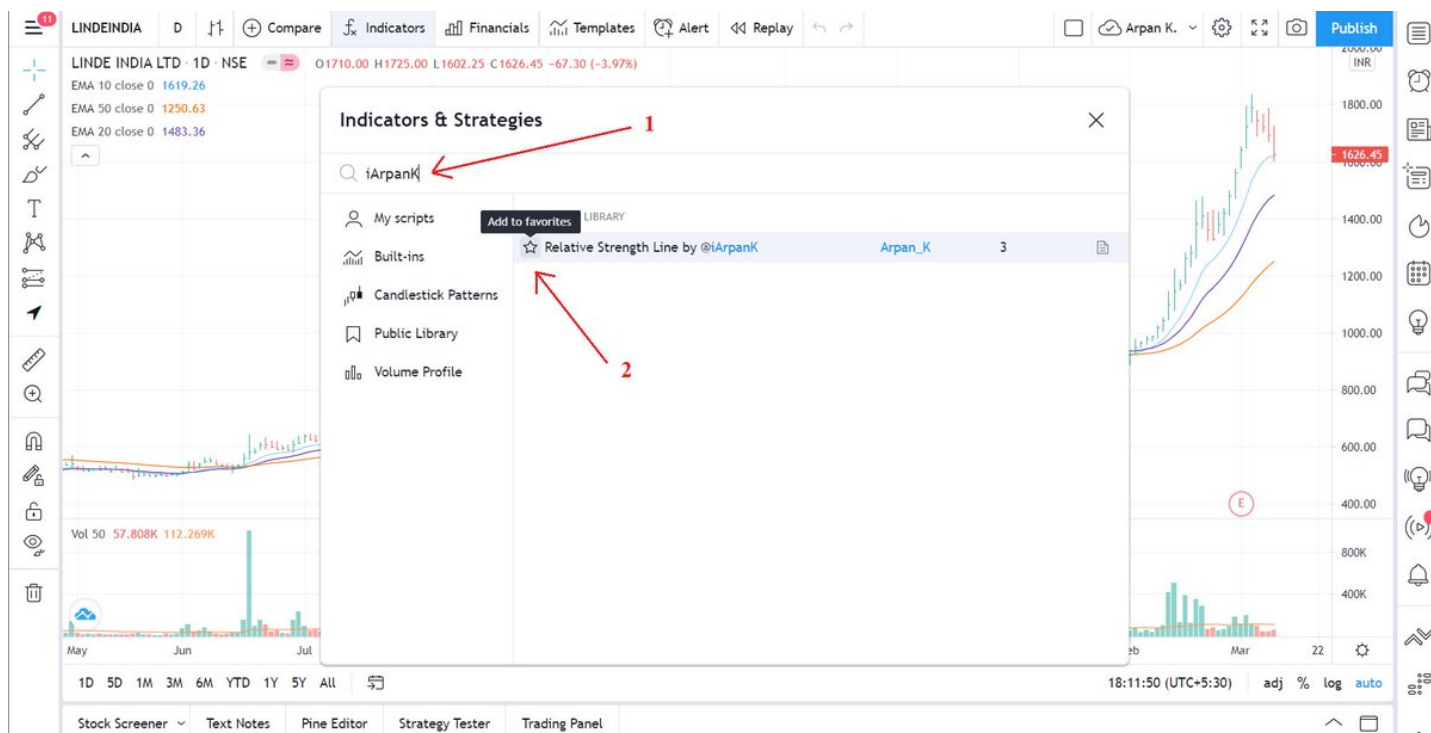 11
LINDEINDIA D Compare Indicators Financials Templates Alert Replay Arpan K. Publish
LINDE INDIA LTD · 1D · NSE O1710.00 H1725.00 L1602.25 C1626.45 −67.30 (−3.97%)
INR
EMA 10 close 0 1619.26
EMA 50 close 0 1250.63
EMA 20 close 0 1483.36
Indicators & Strategies
1
iArpanK
My scripts
Built-ins
Candlestick Patterns
Public Library
Volume Profile
Add to favorites
LIBRARY
Relative Strength Line by @iArpanK Arpan_K 3
2
1800.00
1626.45
1400.00
1200.00
1000.00
800.00
600.00
400.00
E
Vol 50 57.808K 112.269K
800K
400K
May Jun Jul Mar 22
1D 5D 1M 3M 6M YTD 1Y 5Y All 18:11:50 (UTC+5:30) adj % log auto
Stock Screener Text Notes Pine Editor Strategy Tester Trading Panel